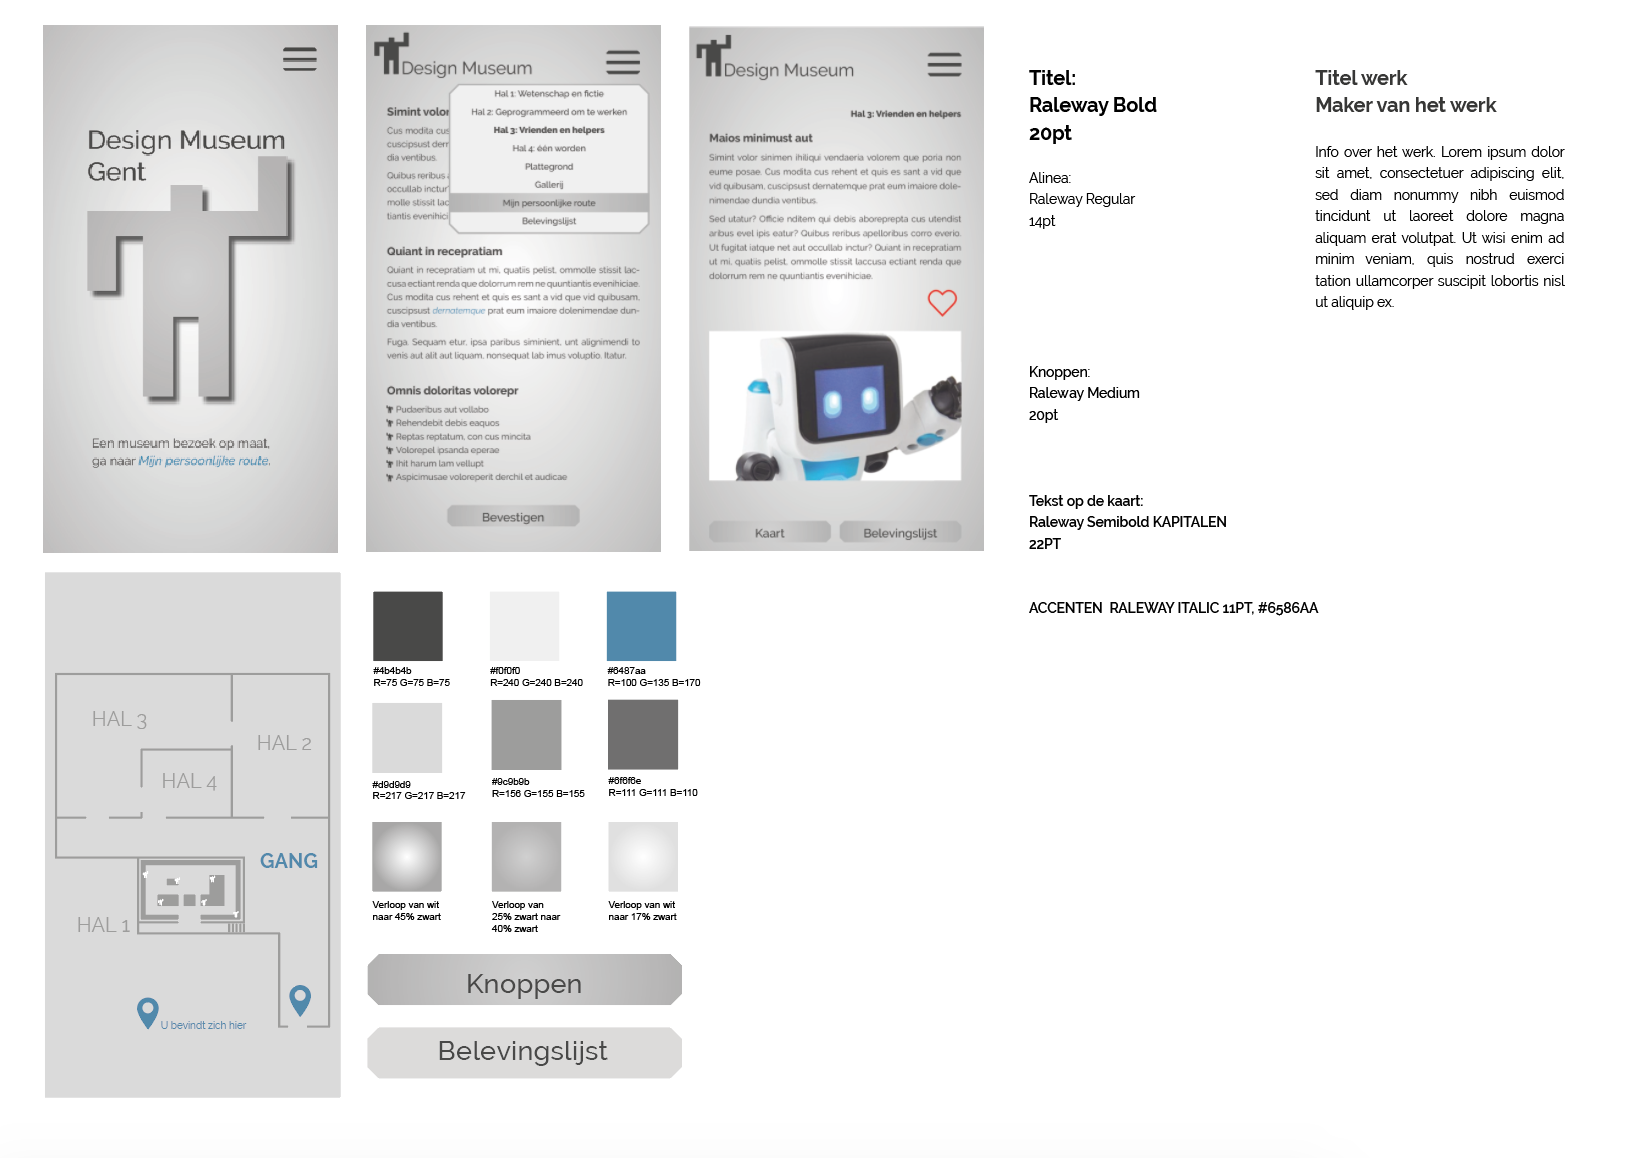 Design Museum
Gent
Een museum bezoek op maat,
ga naar Mijn persoonlijke route.
Design Museum
Hal 1: Wetenschap en fictie
Hal 2: Geprogrammeerd om te werken
Hal 3: Vrienden en helpers
Hal 4: één worden
Plattegrond
Gallerij
Mijn persoonlijke route
Belevingslijst
Simint volor
Cus modita cus
cuscipsust derr
dia ventibus.
Quibus reribus a
occullab inctur'
molle stissit lac
tiantis evenihici
Quiant in recepratiam
Quiant in recepratiam ut mi, quatiis pelist, ommolle stissit lac-
cusa ectiant renda que dolorrum rem ne quuntiantis evenihiciae.
Cus modita cus rehent et quis es sant a vid que vid quibusam,
cuscipsust dernatemque prat eum imaiore dolenimendae dun-
dia ventibus.
Fuga. Sequam etur, ipsa paribus siminient, unt alignimendi to
venis aut alit aut liquam, nonsequat lab imus voluptio. Itatur.
Omnis doloritas volorepr
Pudaeribus aut vollabo
Rehendebit debis eaquos
Reptas reptatum, con cus mincita
Volorepel ipsanda eperae
Ihit harum lam vellupt
Aspicimusae voloreperit derchil et audicae
Bevestigen
Design Museum
Hal 3: Vrienden en helpers
Maios minimust aut
Simint volor sinimen ihiliqui vendaeria volorem que poria non
eume posae. Cus modita cus rehent et quis es sant a vid que
vid quibusam, cuscipsust dernatemque prat eum imaiore dole-
nimendae dundia ventibus.
Sed utatur? Officie nditem qui debis aboreprepta cus utendist
aribus evel ipis eatur? Quibus reribus apelloribus corro everio.
Ut fugitat iatque net aut occullab inctur? Quiant in recepratiam
ut mi, quatiis pelist, ommolle stissit laccusa ectiant renda que
dolorrum rem ne quuntiantis evenihiciae.
Kaart
Belevingslijst
Titel:
Raleway Bold
20pt
Alinea:
Raleway Regular
14pt
Knoppen:
Raleway Medium
20pt
Tekst op de kaart:
Raleway Semibold KAPITALEN
22PT
ACCENTEN RALEWAY ITALIC 11PT, #6586AA
Titel werk
Maker van het werk
Info over het werk. Lorem ipsum dolor
sit amet, consectetuer adipiscing elit,
sed diam nonummy nibh euismod
tincidunt ut laoreet dolore magna
aliquam erat volutpat. Ut wisi enim ad
minim veniam, quis nostrud exerci
tation ullamcorper suscipit lobortis nisl
ut aliquip ex.
HAL 3
HAL 2
HAL 4
GANG
HAL 1
U bevindt zich hier
#4b4b4b
R=75 G=75 B=75
#f0f0f0
R=240 G=240 B=240
#6487aa
R=100 G=135 B=170
#d9d9d9
R=217 G=217 B=217
#9c9b9b
R=156 G=155 B=155
#6f6f6e
R=111 G=111 B=110
Verloop van wit
naar 45% zwart
Verloop van
25% zwart naar
40% zwart
Verloop van wit
naar 17% zwart
Knoppen
Belevingslijst